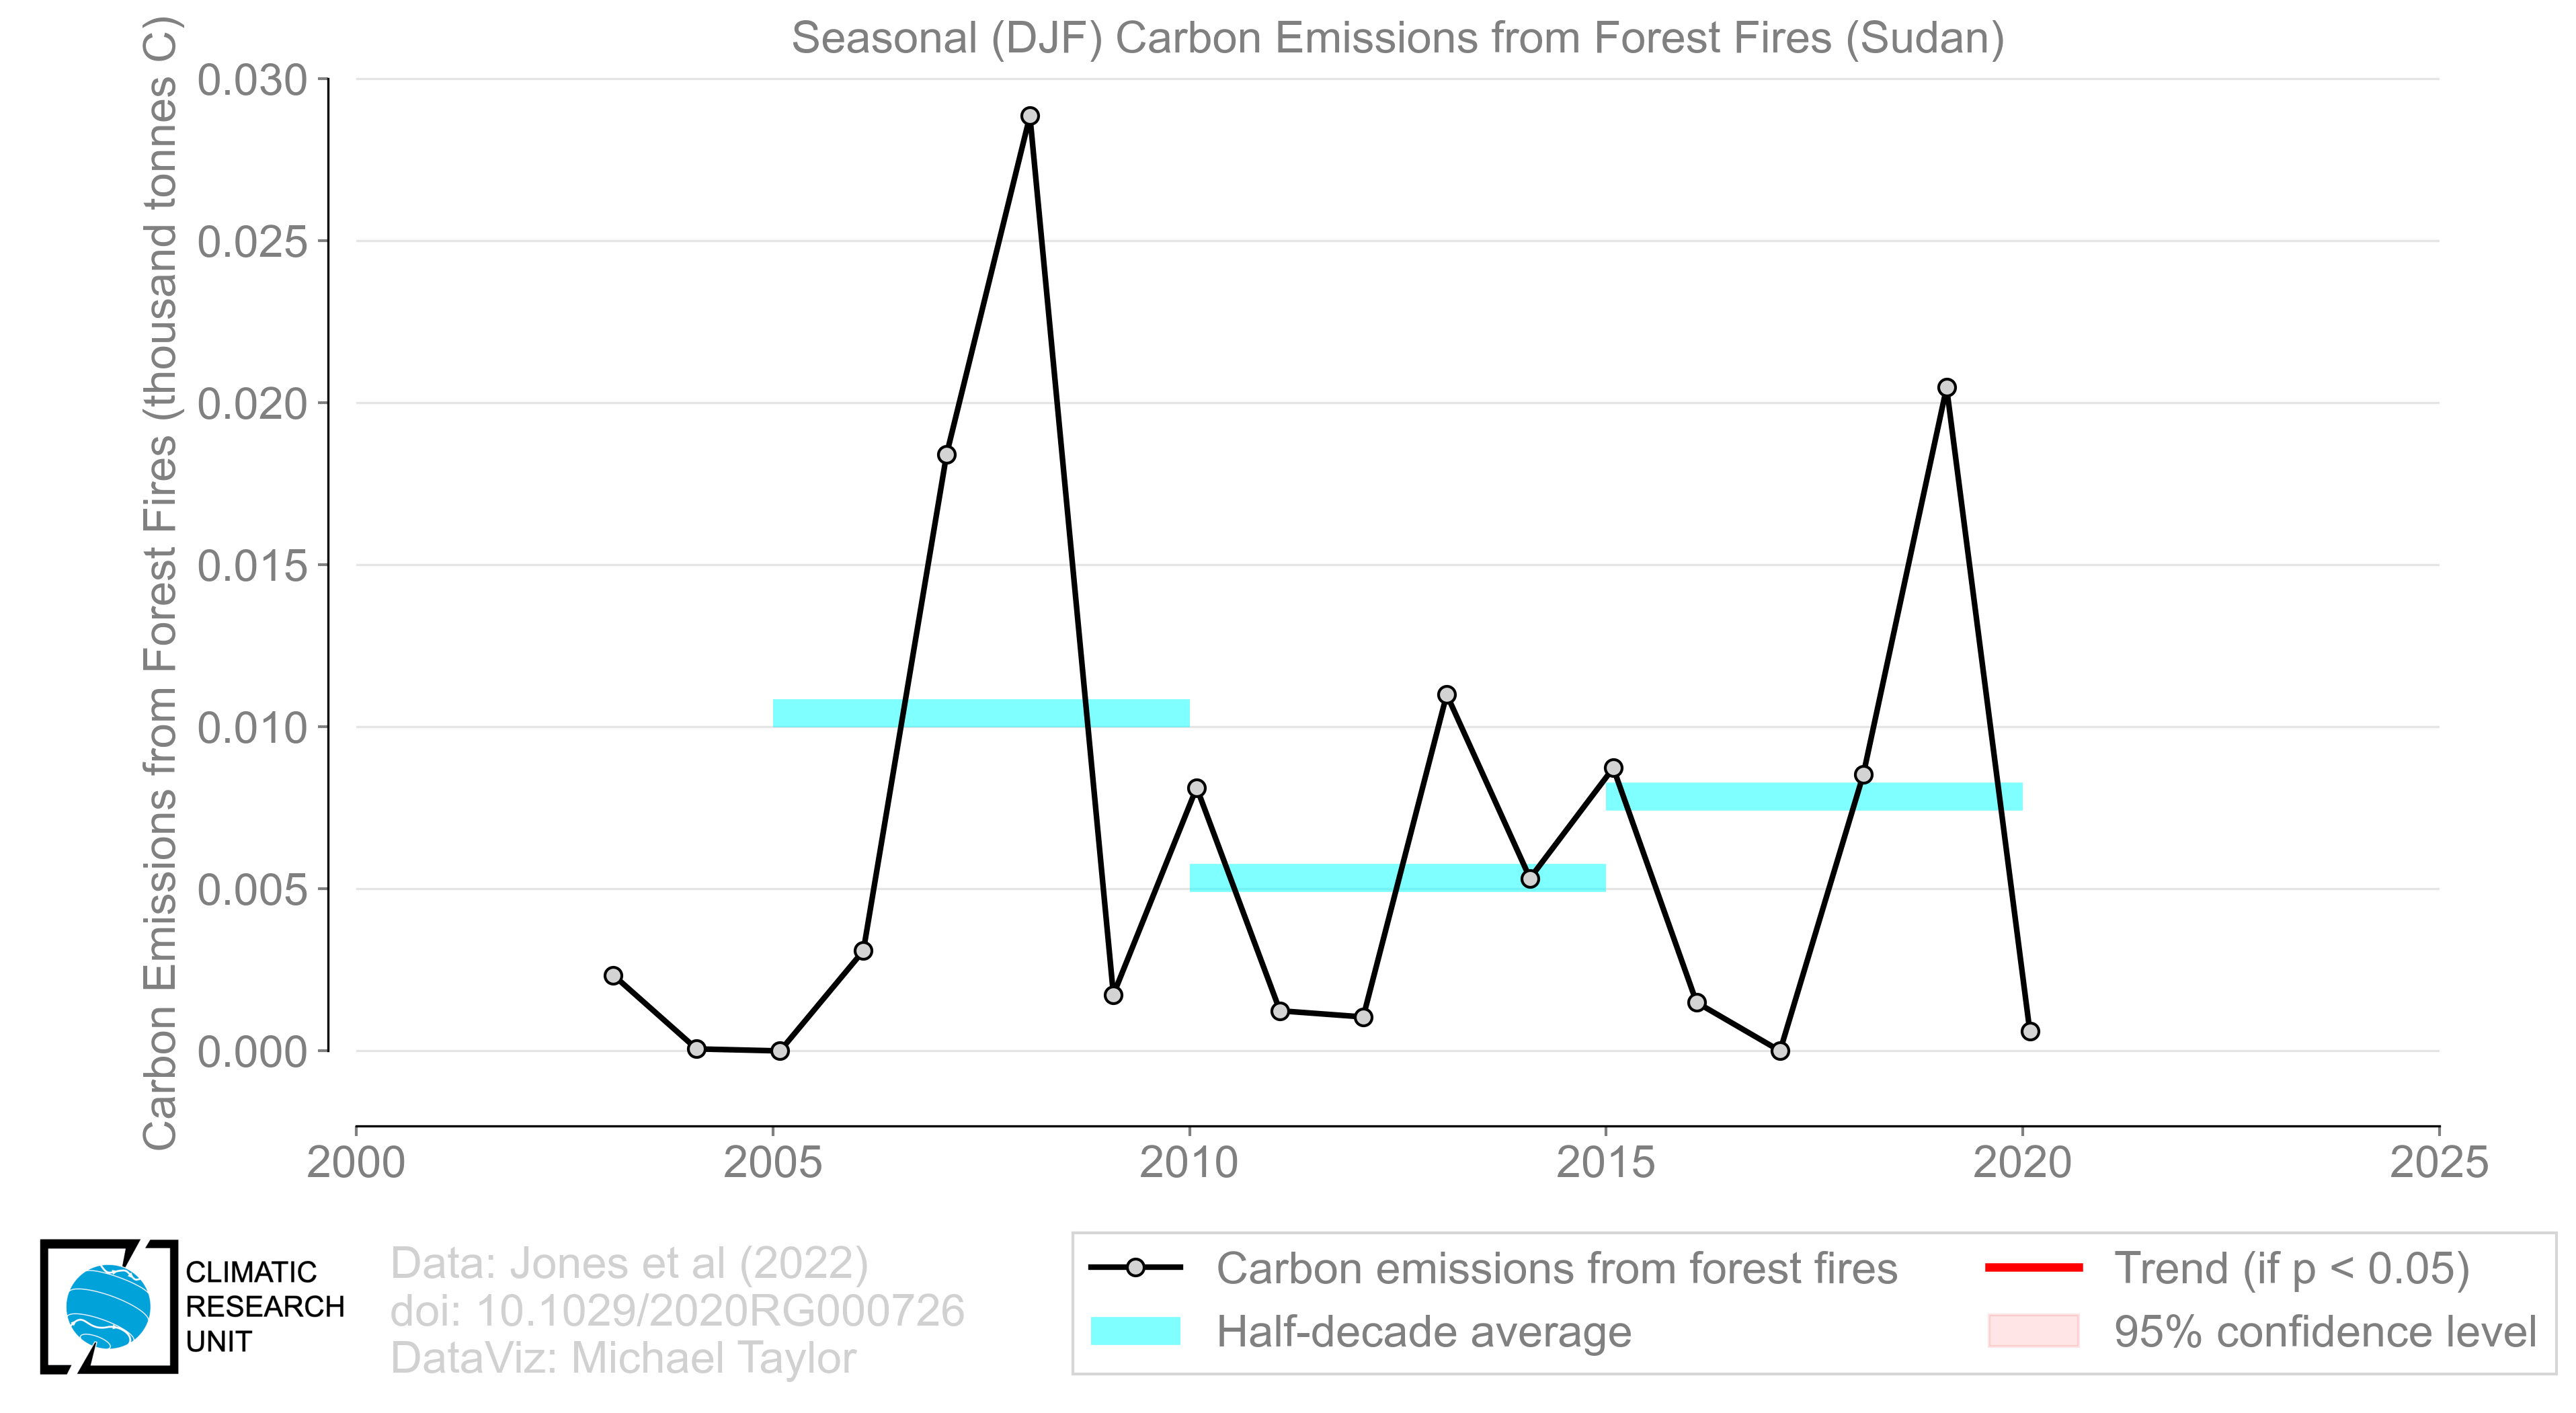 Seasonal (DJF) Carbon Emissions from Forest Fires (Sudan)
Carbon Emissions from Forest Fires (thousand tonnes C)
0.030
0.025
0.020
0.015
0.010
0.005
0.000
2000 2005 2010 2015 2020 2025
CLIMATIC
RESEARCH
UNIT
Data: Jones et al (2022)
doi: 10.1029/2020RG000726
DataViz: Michael Taylor
Carbon emissions from forest fires
Half-decade average
Trend (if p < 0.05)
95% confidence level